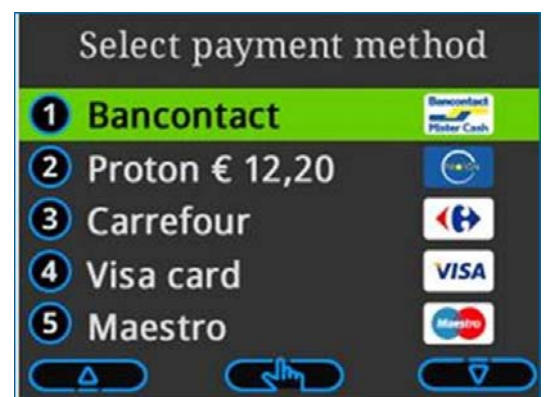 Select payment method
1 Bancontact Bancontact Mister Cash
2 Proton € 12,20 PROTON
3 Carrefour
4 Visa card VISA
5 Maestro Maestro